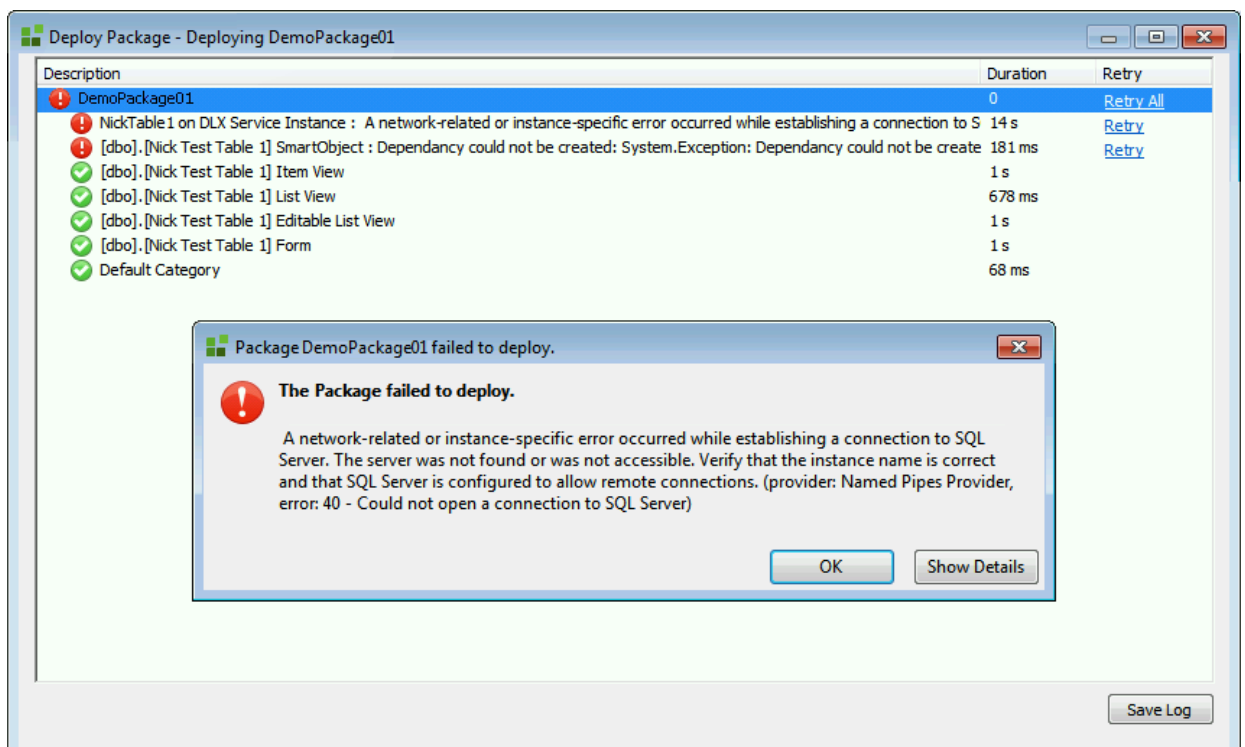 Deploy Package - Deploying DemoPackage01
Description Duration Retry
DemoPackage01 0 Retry All
NickTable1 on DLX Service Instance : A network-related or instance-specific error occurred while establishing a connection to S 14 s Retry
[dbo].[Nick Test Table 1] SmartObject : Dependancy could not be created: System.Exception: Dependancy could not be create 181 ms Retry
[dbo].[Nick Test Table 1] Item View 1 s
[dbo].[Nick Test Table 1] List View 678 ms
[dbo].[Nick Test Table 1] Editable List View 1 s
[dbo].[Nick Test Table 1] Form 1 s
Default Category 68 ms
Package DemoPackage01 failed to deploy.
The Package failed to deploy.
A network-related or instance-specific error occurred while establishing a connection to SQL
Server. The server was not found or was not accessible. Verify that the instance name is correct
and that SQL Server is configured to allow remote connections. (provider: Named Pipes Provider,
error: 40 - Could not open a connection to SQL Server)
OK Show Details
Save Log